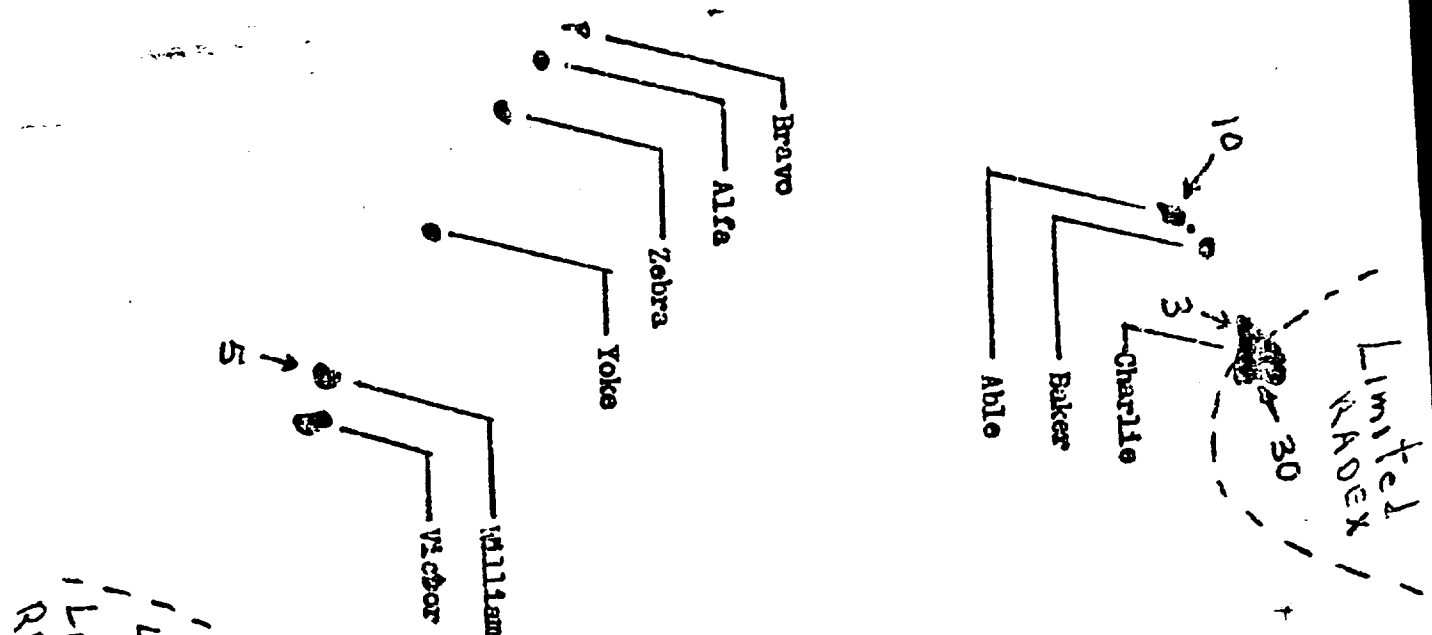 Limited
RADEX
30
3
10
Charlie
Baker
Able
Bravo
Alfa
Zebra
Yoke
William
Victor
5